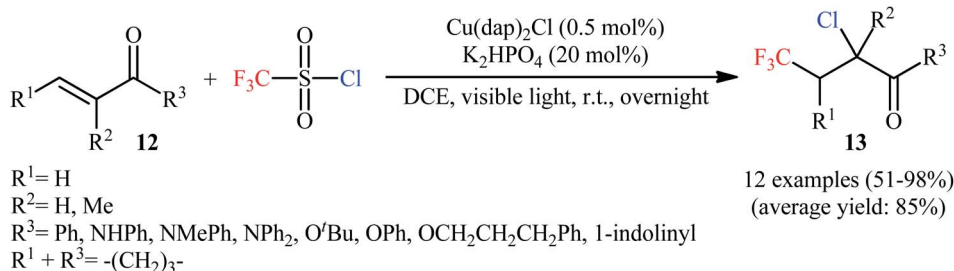 O
R¹
R²
R³
12
+
F₃C
O
S
O
Cl
Cu(dap)₂Cl (0.5 mol%)
K₂HPO₄ (20 mol%)
DCE, visible light, r.t., overnight
Cl
R²
F₃C
R³
R¹
O
13
R¹= H
R²= H, Me
R³= Ph, NHPh, NMePh, NPh₂, OᵗBu, OPh, OCH₂CH₂CH₂Ph, 1-indolinyl
R¹ + R³= -(CH₂)₃-
12 examples (51-98%)
(average yield: 85%)